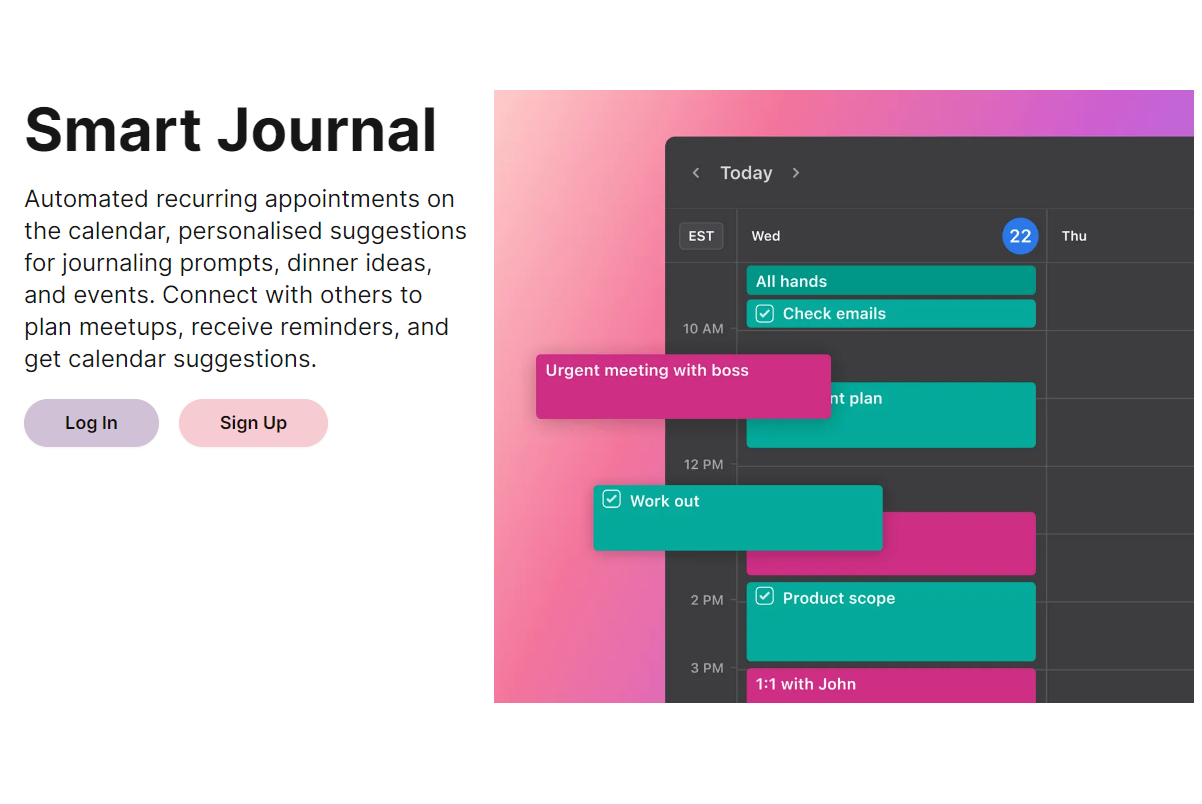 Smart Journal
Automated recurring appointments on
the calendar, personalised suggestions
for journaling prompts, dinner ideas,
and events. Connect with others to
plan meetups, receive reminders, and
get calendar suggestions.
Log In
Sign Up
Today
EST
Wed
22
Thu
All hands
Check emails
10 AM
Urgent meeting with boss
plan
12 PM
Work out
2 PM
Product scope
3 PM
1:1 with John